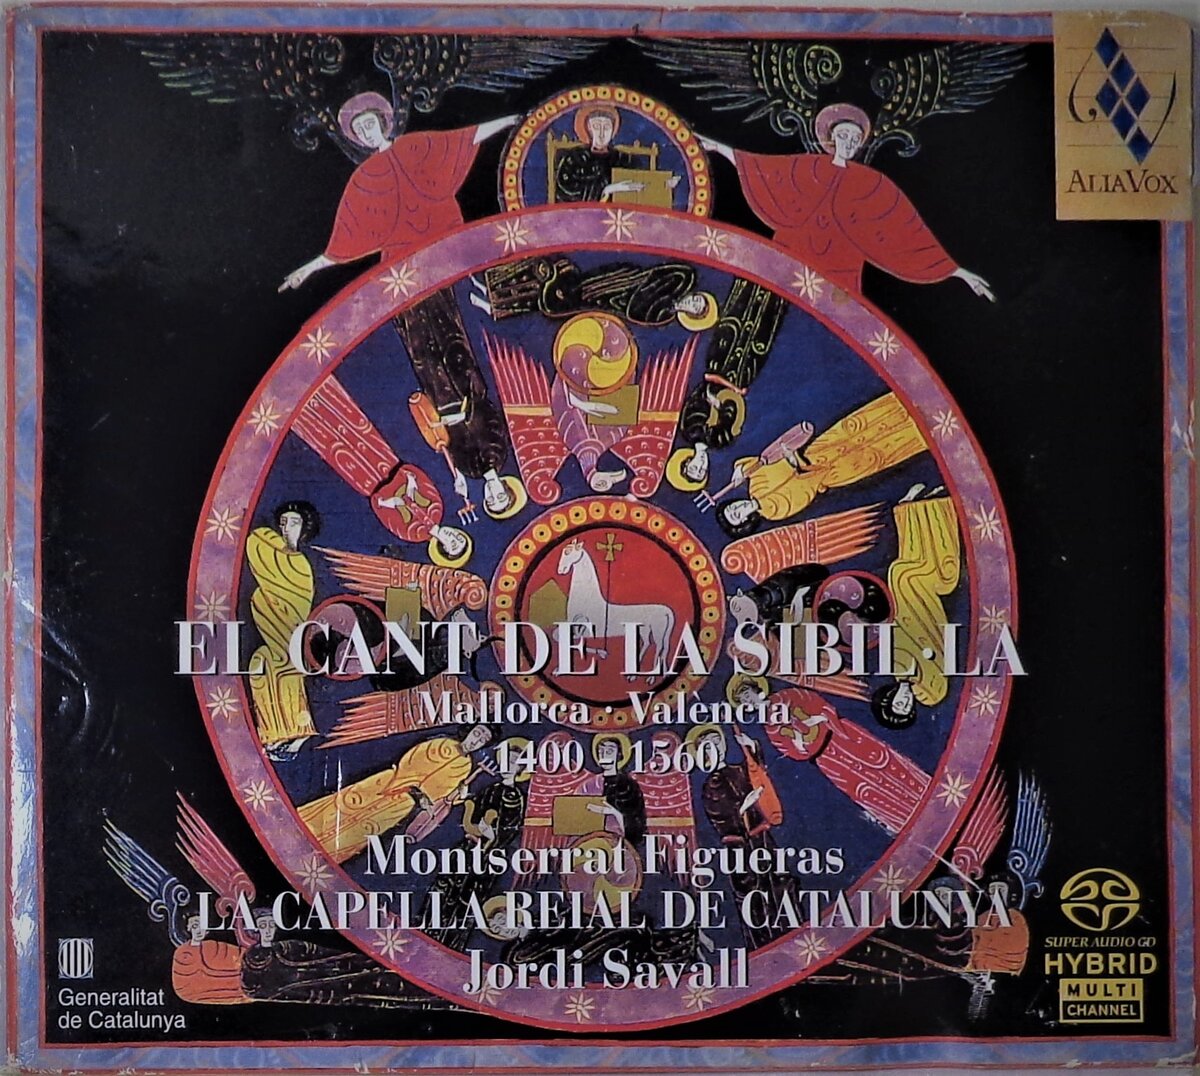 ALIAVOX
EL CANT DE LA SIBIL·LA
Mallorca · València
1400 - 1560
Montserrat Figueras
LA CAPELLA REIAL DE CATALUNYA
Jordi Savall
Generalitat
de Catalunya
SUPER AUDIO CD
HYBRID
MULTI
CHANNEL